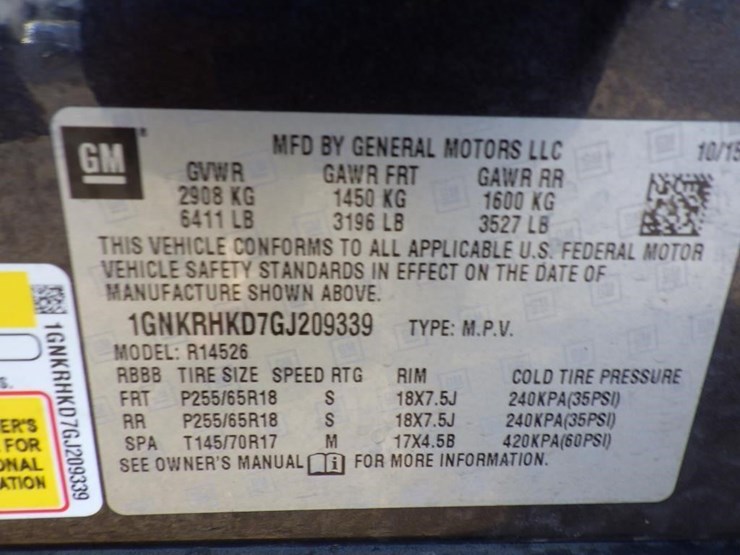 GM
MFD BY GENERAL MOTORS LLC 10/15
GVWR GAWR FRT GAWR RR
2908 KG 1450 KG 1600 KG
6411 LB 3196 LB 3527 LB
THIS VEHICLE CONFORMS TO ALL APPLICABLE U.S. FEDERAL MOTOR
VEHICLE SAFETY STANDARDS IN EFFECT ON THE DATE OF
MANUFACTURE SHOWN ABOVE.
1GNKRHKD7GJ209339 TYPE: M.P.V.
MODEL: R14526
RBBB TIRE SIZE SPEED RTG RIM COLD TIRE PRESSURE
FRT P255/65R18 S 18X7.5J 240KPA(35PSI)
RR P255/65R18 S 18X7.5J 240KPA(35PSI)
SPA T145/70R17 M 17X4.5B 420KPA(60PSI)
SEE OWNER'S MANUAL i FOR MORE INFORMATION.
1GNKRHKD7GJ209339
S.
ER'S
FOR
ONAL
ATION